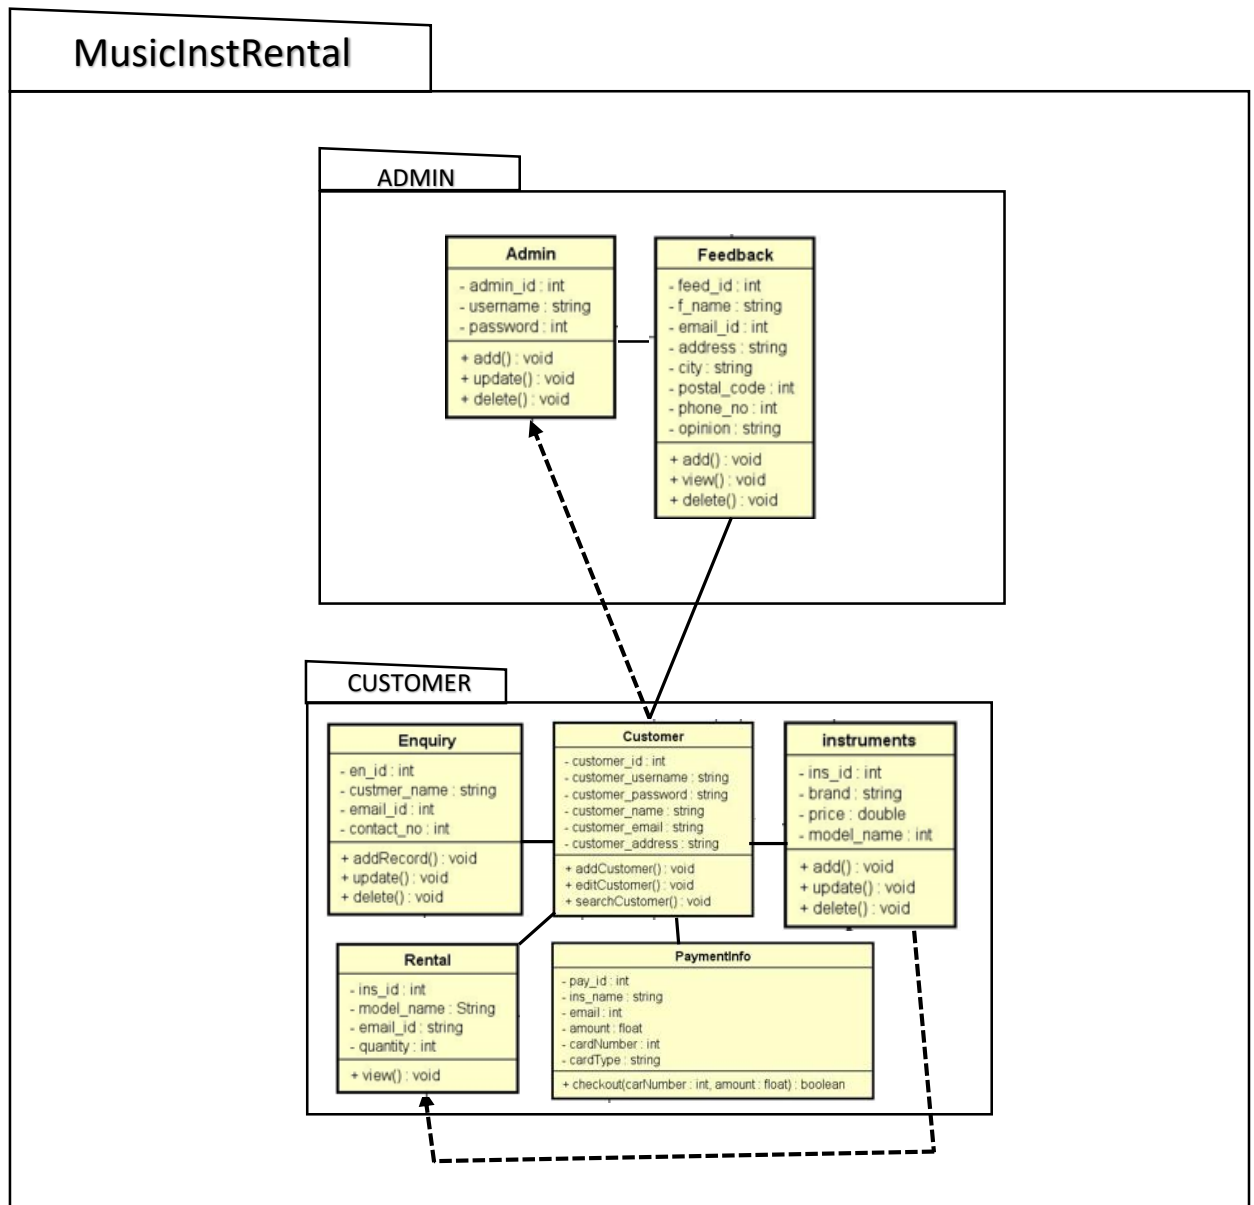 MusicInstRental
ADMIN
Admin
- admin_id : int
- username : string
- password : int
+ add() : void
+ update() : void
+ delete() : void
Feedback
- feed_id : int
- f_name : string
- email_id : int
- address : string
- city : string
- postal_code : int
- phone_no : int
- opinion : string
+ add() : void
+ view() : void
+ delete() : void
CUSTOMER
Enquiry
- en_id : int
- custmer_name : string
- email_id : int
- contact_no : int
+ addRecord() : void
+ update() : void
+ delete() : void
Customer
- customer_id : int
- customer_username : string
- customer_password : string
- customer_name : string
- customer_email : string
- customer_address : string
+ addCustomer() : void
+ editCustomer() : void
+ searchCustomer() : void
instruments
- ins_id : int
- brand : string
- price : double
- model_name : int
+ add() : void
+ update() : void
+ delete() : void
Rental
- ins_id : int
- model_name : String
- email_id : string
- quantity : int
+ view() : void
PaymentInfo
- pay_id : int
- ins_name : string
- email : int
- amount : float
- cardNumber : int
- cardType : string
+ checkout(carNumber : int, amount : float) : boolean